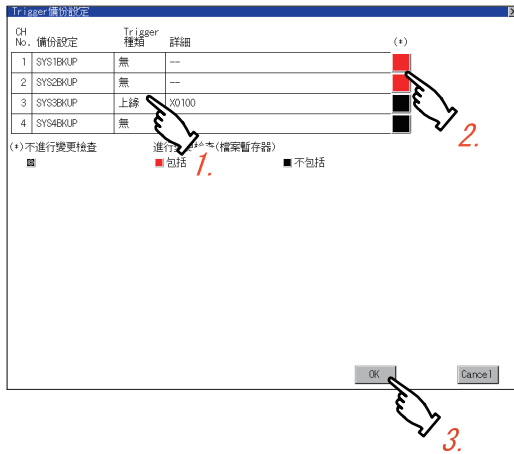 Trigger備份設定
CH No. 備份設定 Trigger 種類 詳細 (*)
1 SYS1BKUP 無 --
2 SYS2BKUP 無 --
3 SYS3BKUP 上緣 X0100
4 SYS4BKUP 無
(*)不進行變更檢查 進行 檢查(檔案暫存器)
包括 不包括
1.
2.
OK Cancel
3.